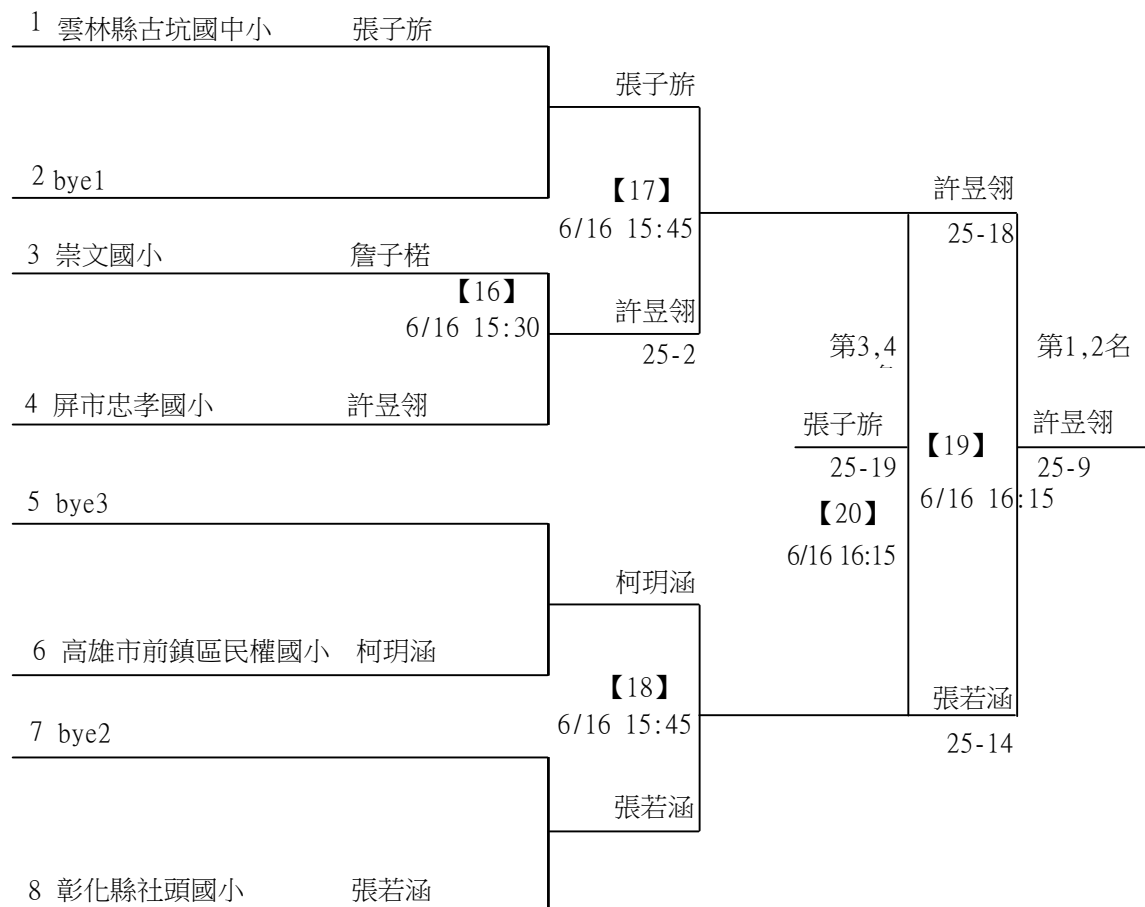 1 雲林縣古坑國中小 張子旂
張子旂
2 bye1
【17】
許昱翎
6/16 15:45
25-18
3 崇文國小 詹子楉
【16】
6/16 15:30
許昱翎
25-2
第3,4
第1,2名
4 屏市忠孝國小 許昱翎
張子旂
25-19
【19】
許昱翎
25-9
6/16 16:15
5 bye3
【20】
6/16 16:15
柯玥涵
6 高雄市前鎮區民權國小 柯玥涵
【18】
6/16 15:45
張若涵
25-14
7 bye2
張若涵
8 彰化縣社頭國小 張若涵